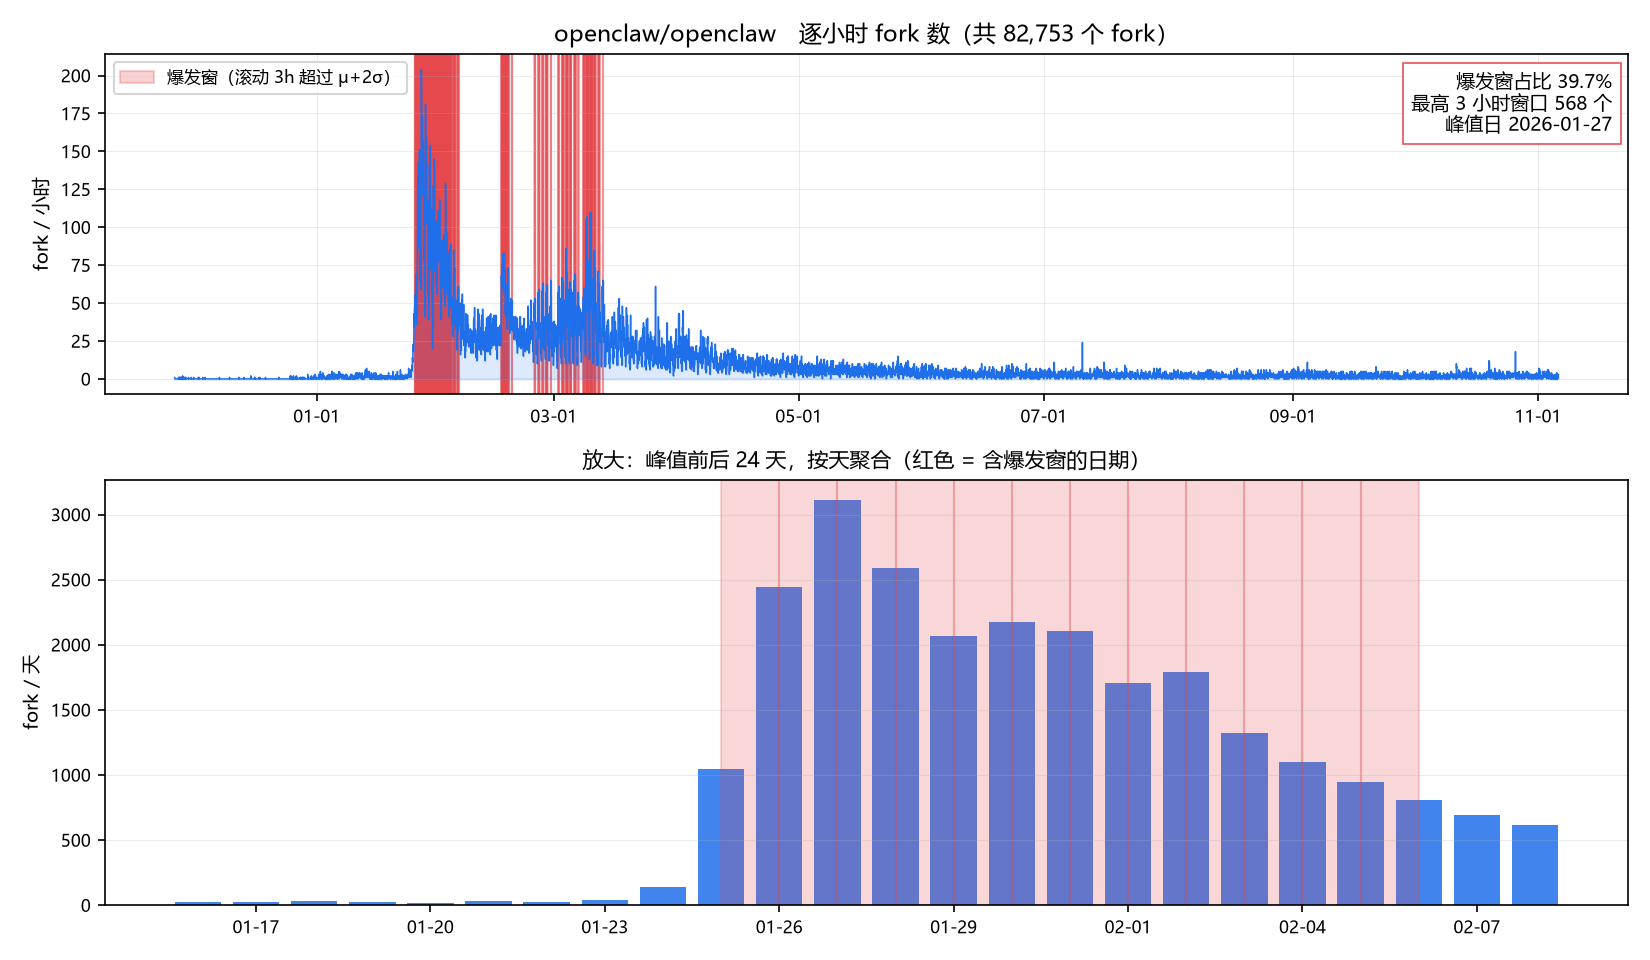 openclaw/openclaw 逐小时 fork 数（共 82,753 个 fork）
爆发窗（滚动 3h 超过 μ+2σ）
爆发窗占比 39.7%
最高 3 小时窗口 568 个
峰值日 2026-01-27
fork / 小时
200
175
150
125
100
75
50
25
0
01-01 03-01 05-01 07-01 09-01 11-01
放大：峰值前后 24 天，按天聚合（红色 = 含爆发窗的日期）
fork / 天
3000
2500
2000
1500
1000
500
0
01-17 01-20 01-23 01-26 01-29 02-01 02-04 02-07